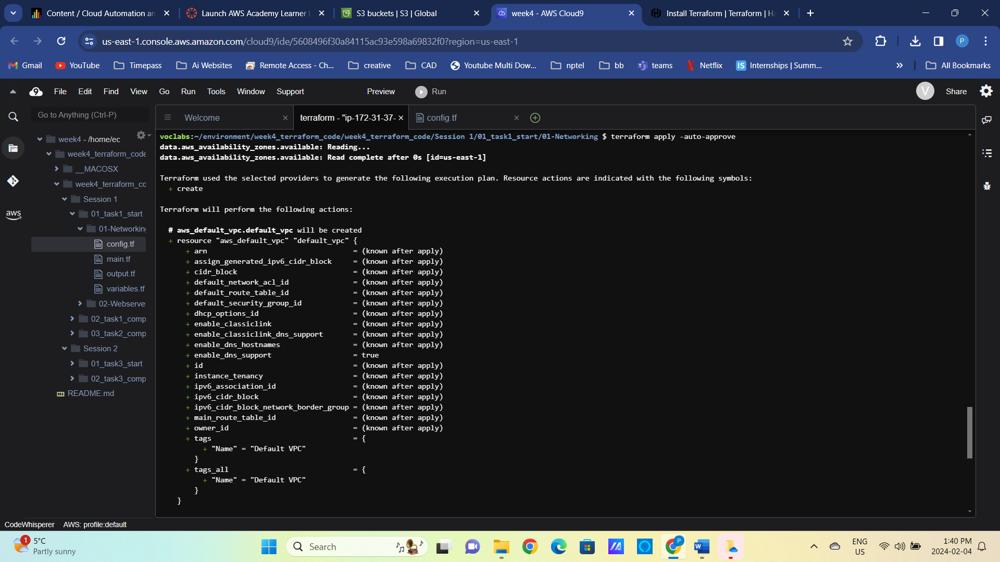 Content / Cloud Automation an
Launch AWS Academy Learner
S3 buckets | S3 | Global
week4 - AWS Cloud9
Install Terraform | Terraform | Ha
us-east-1.console.aws.amazon.com/cloud9/ide/5608496f30a84115ac93e598a69832f0?region=us-east-1
P
Gmail
YouTube
Timepass
Ai Websites
Remote Access - Ch...
creative
CAD
Youtube Multi Dow...
nptel
bb
teams
Netflix
IS Internships | Summ...
All Bookmarks
9 File Edit Find View Go Run Tools Window Support Preview Run
V Share
Go to Anything (Ctrl-P)
Welcome
terraform - "ip-172-31-37-
config.tf
week4 - /home/ec
week4_terraform_code
__MACOSX
week4_terraform_co
Session 1
01_task1_start
01-Networking
config.tf
main.tf
output.tf
variables.tf
02-Webserve
02_task1_comp
03_task2_comp
Session 2
01_task3_start
02_task3_comp
README.md
aws
voclabs:~/environment/week4_terraform_code/week4_terraform_code/Session 1/01_task1_start/01-Networking $ terraform apply -auto-approve
data.aws_availability_zones.available: Reading...
data.aws_availability_zones.available: Read complete after 0s [id=us-east-1]
Terraform used the selected providers to generate the following execution plan. Resource actions are indicated with the following symbols:
+ create
Terraform will perform the following actions:
# aws_default_vpc.default_vpc will be created
+ resource "aws_default_vpc" "default_vpc" {
+ arn = (known after apply)
+ assign_generated_ipv6_cidr_block = (known after apply)
+ cidr_block = (known after apply)
+ default_network_acl_id = (known after apply)
+ default_route_table_id = (known after apply)
+ default_security_group_id = (known after apply)
+ dhcp_options_id = (known after apply)
+ enable_classiclink = (known after apply)
+ enable_classiclink_dns_support = (known after apply)
+ enable_dns_hostnames = (known after apply)
+ enable_dns_support = true
+ id = (known after apply)
+ instance_tenancy = (known after apply)
+ ipv6_association_id = (known after apply)
+ ipv6_cidr_block = (known after apply)
+ ipv6_cidr_block_network_border_group = (known after apply)
+ main_route_table_id = (known after apply)
+ owner_id = (known after apply)
+ tags = {
+ "Name" = "Default VPC"
}
+ tags_all = {
+ "Name" = "Default VPC"
}
}
CodeWhisperer AWS: profile:default
1
5°C
Partly sunny
Search
P
W
ENG
US
1:40 PM
2024-02-04